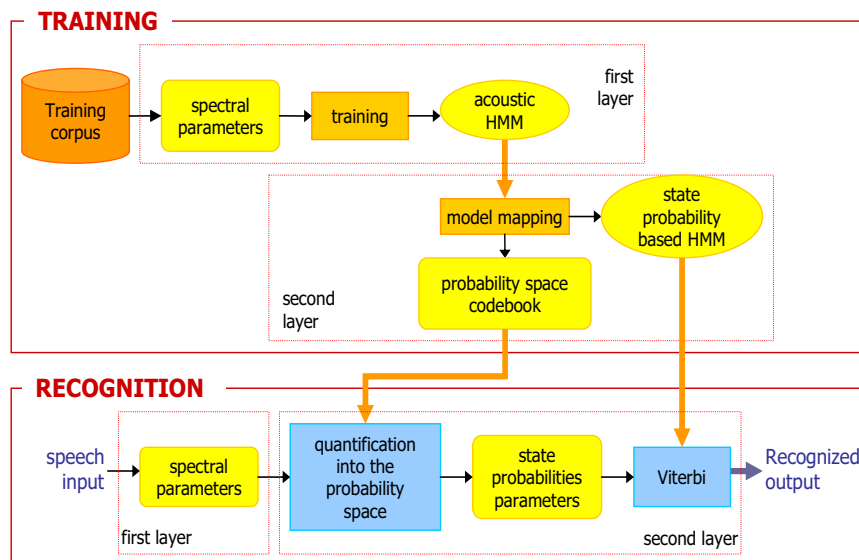 TRAINING
first
layer
Training
corpus
spectral
parameters
training
acoustic
HMM
model mapping
state
probability
based HMM
second
layer
probability space
codebook
RECOGNITION
speech
input
spectral
parameters
first layer
quantification
into the
probability
space
state
probabilities
parameters
Viterbi
Recognized
output
second layer